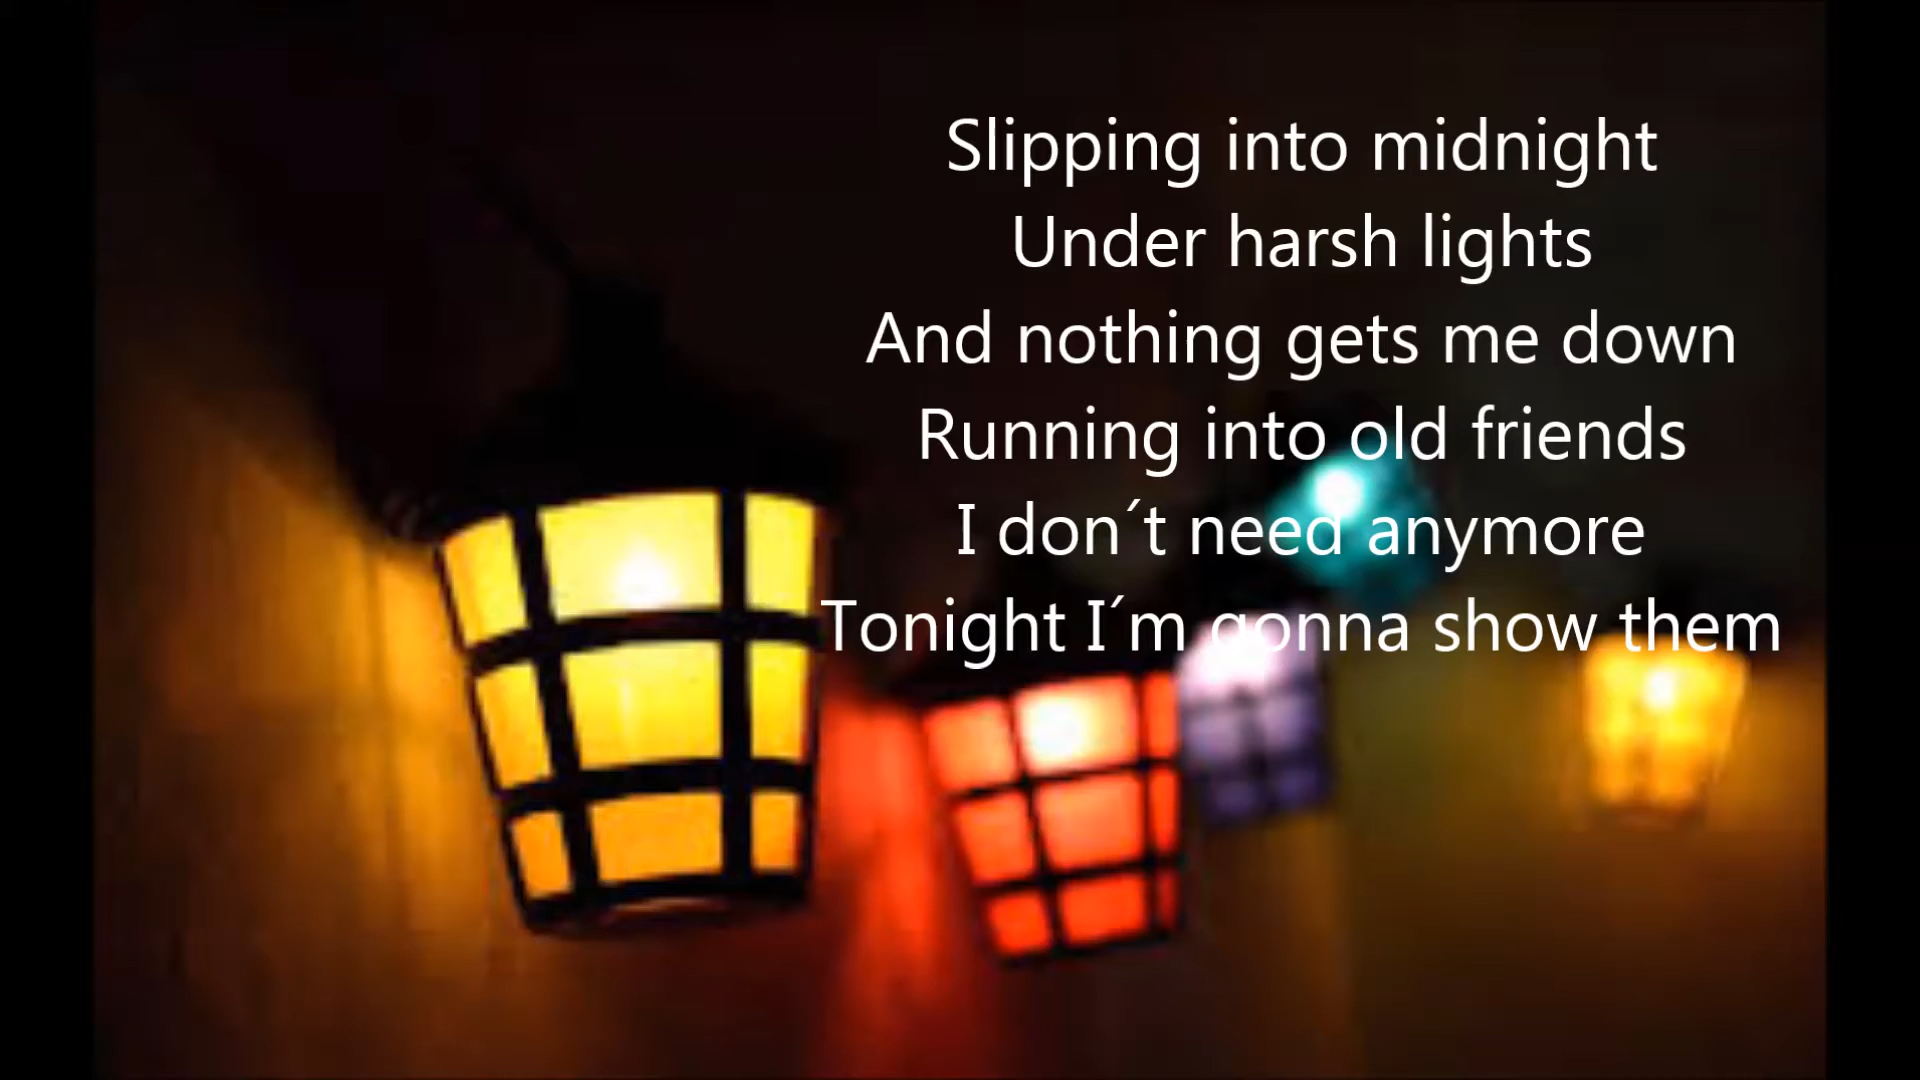 Slipping into midnight
Under harsh lights
And nothing gets me down
Running into old friends
I don´t need anymore
Tonight I´m gonna show them